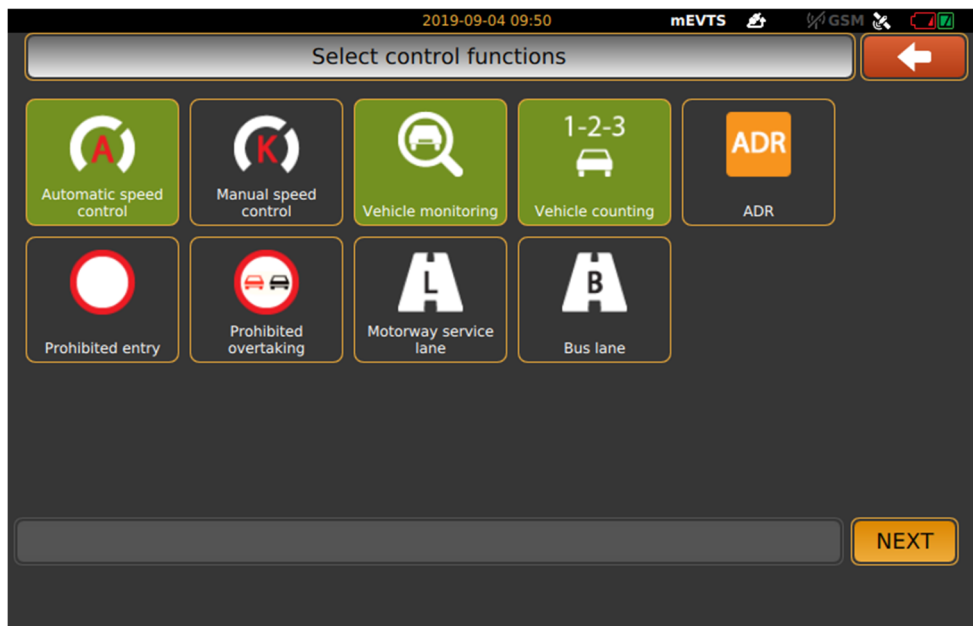 2019-09-04 09:50 mEVTS GSM
Select control functions
A
Automatic speed
control
K
Manual speed
control
Vehicle monitoring
1-2-3
Vehicle counting
ADR
ADR
Prohibited entry
Prohibited
overtaking
L
Motorway service
lane
B
Bus lane
NEXT